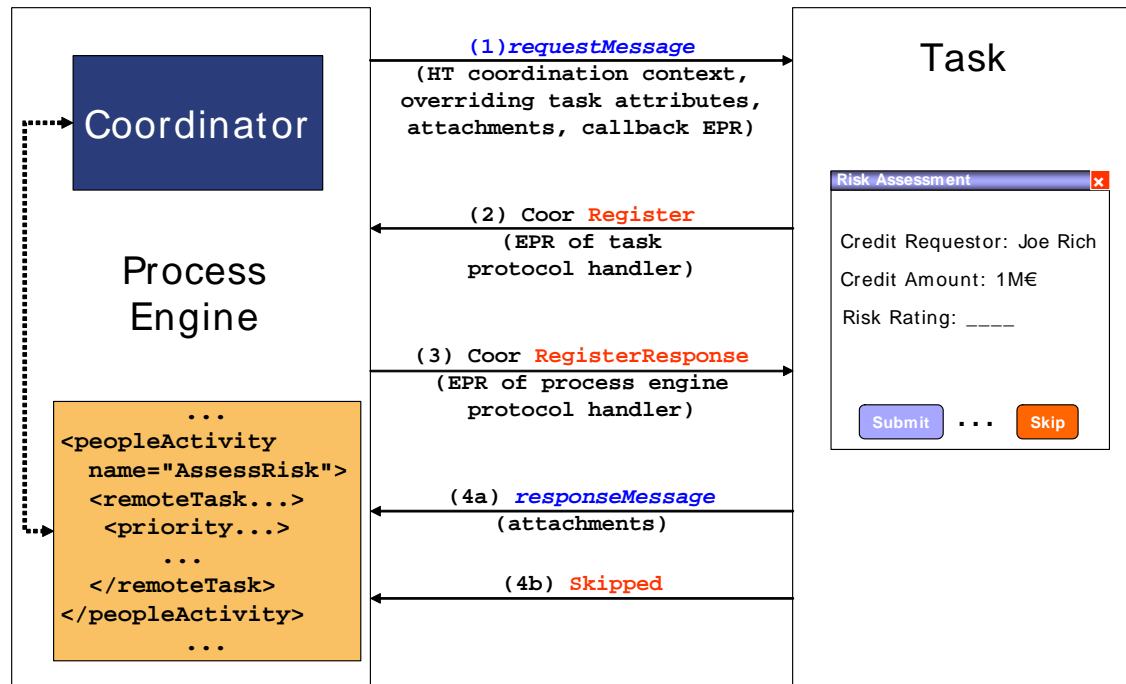 Coordinator
Process
Engine
...
<peopleActivity
name="AssessRisk">
<remoteTask...>
<priority...>
...
</remoteTask>
</peopleActivity>
...
(1)requestMessage
(HT coordination context,
overriding task attributes,
attachments, callback EPR)
(2) Coor Register
(EPR of task
protocol handler)
(3) Coor RegisterResponse
(EPR of process engine
protocol handler)
(4a) responseMessage
(attachments)
(4b) Skipped
Task
Risk Assessment x
Credit Requestor: Joe Rich
Credit Amount: 1M€
Risk Rating: ____
Submit ... Skip